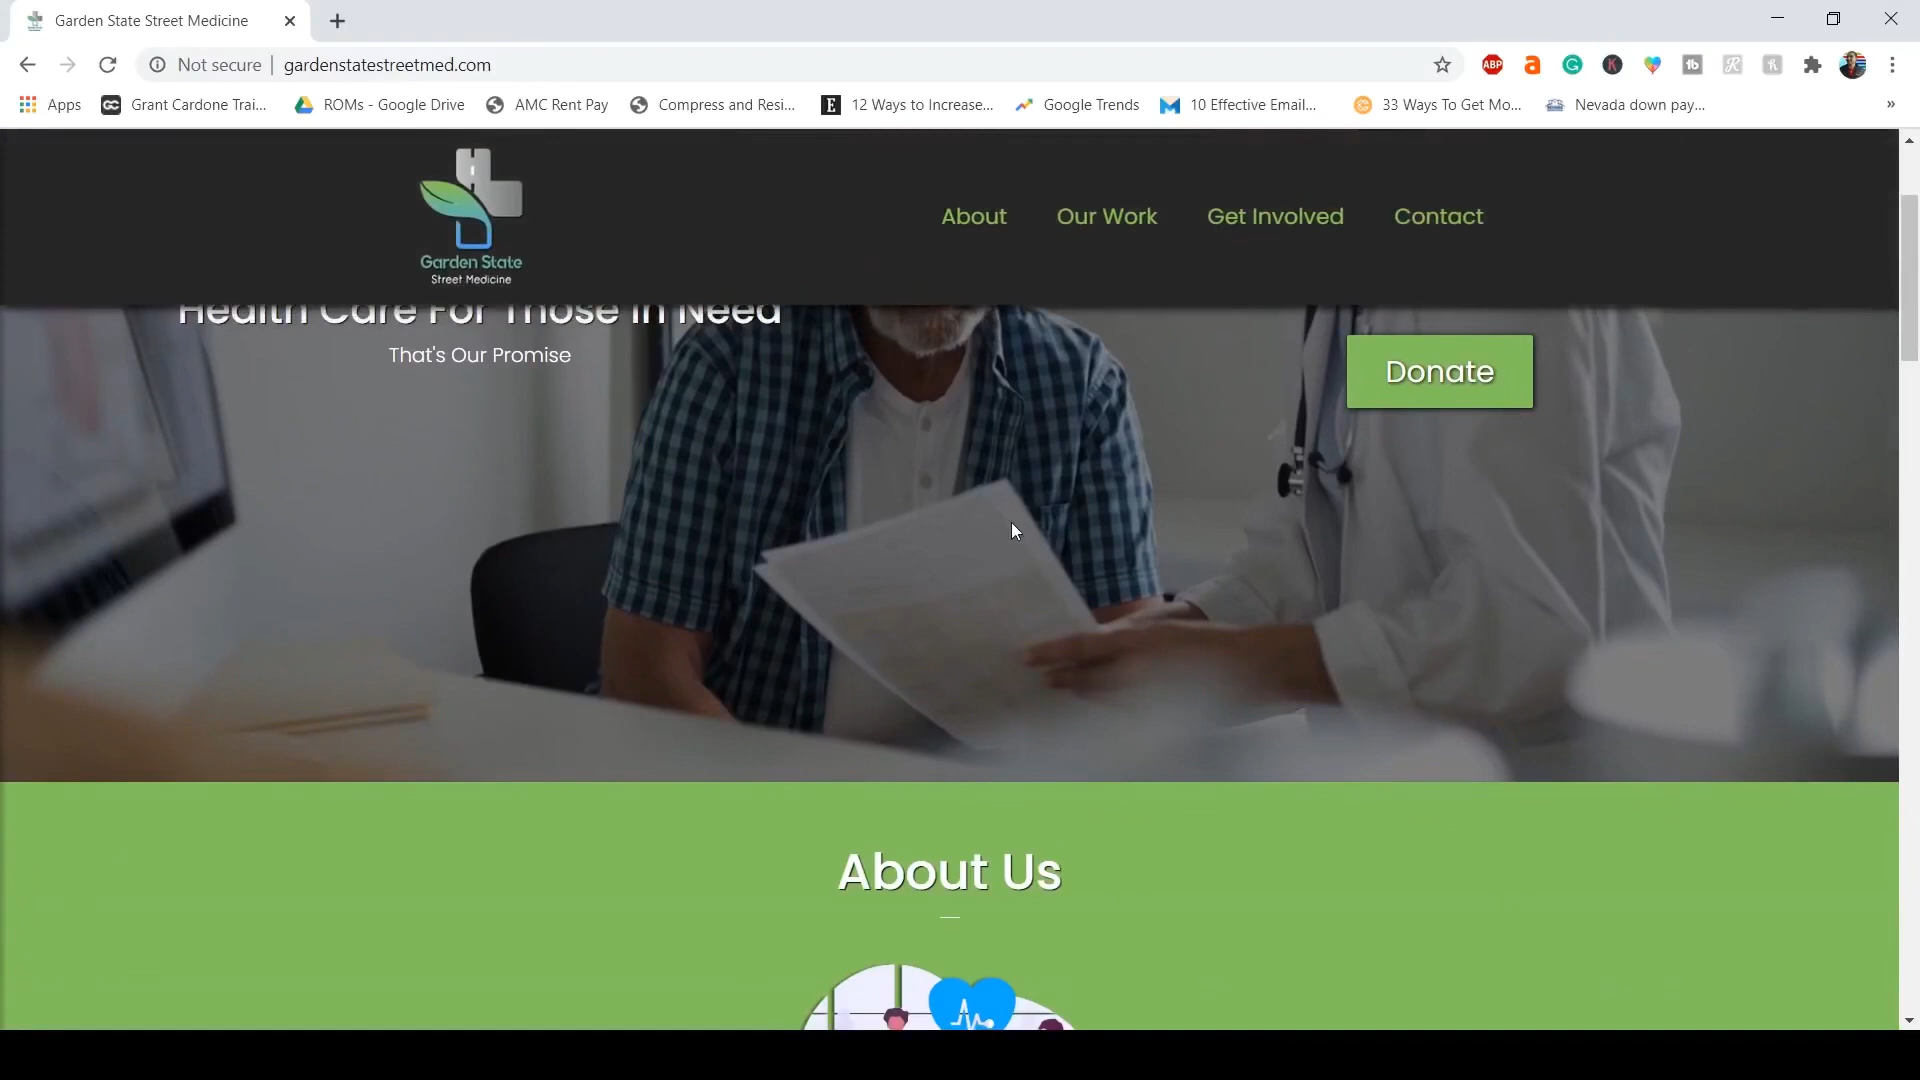 Garden State Street Medicine
Not secure
gardenstatestreetmed.com
ABP
Apps
GC
Grant Cardone Trai...
ROMs - Google Drive
AMC Rent Pay
Compress and Resi...
E
12 Ways to Increase...
Google Trends
10 Effective Email...
33 Ways To Get Mo...
Nevada down pay...
»
Garden State
Street Medicine
About
Our Work
Get Involved
Contact
Health Care For Those In Need
That's Our Promise
Donate
About Us